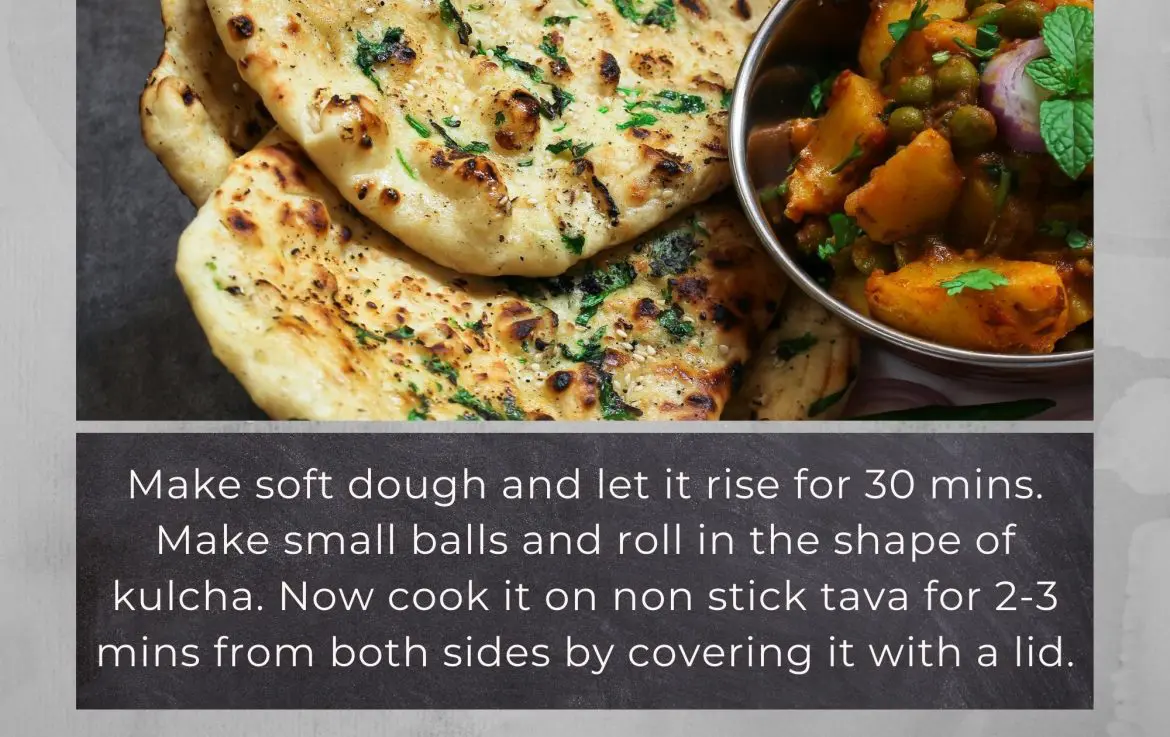 Make soft dough and let it rise for 30 mins.
Make small balls and roll in the shape of
kulcha. Now cook it on non stick tava for 2-3
mins from both sides by covering it with a lid.